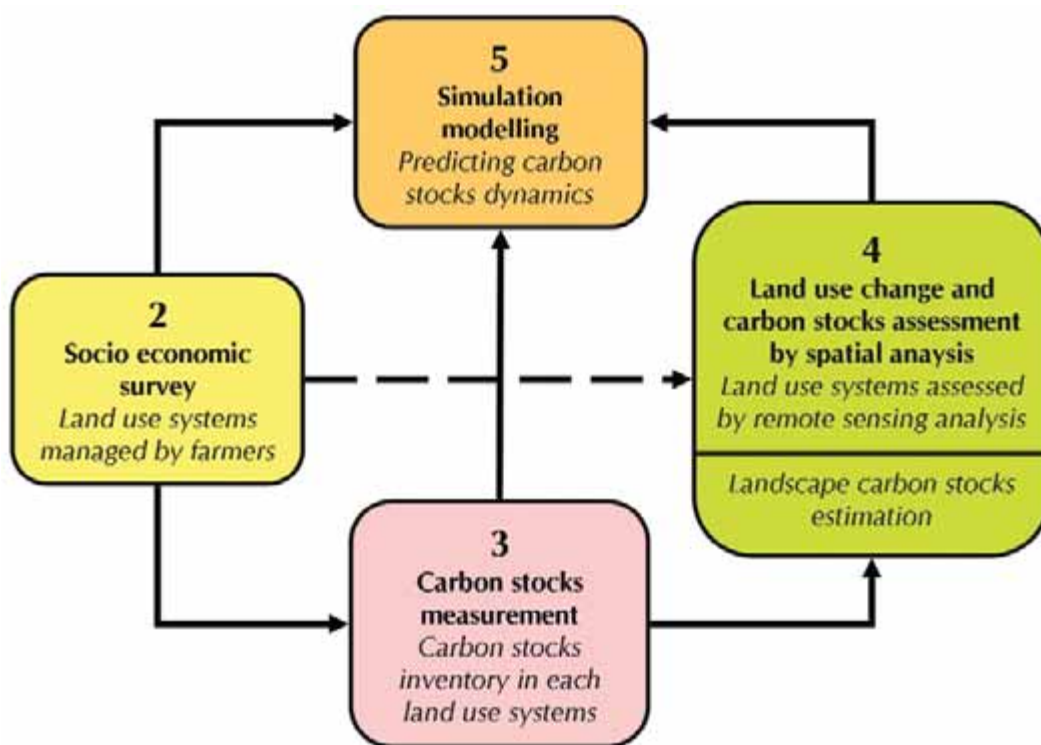 5
Simulation
modelling
Predicting carbon
stocks dynamics
2
Socio economic
survey
Land use systems
managed by farmers
4
Land use change and
carbon stocks assessment
by spatial anaysis
Land use systems assessed
by remote sensing analysis
Landscape carbon stocks
estimation
3
Carbon stocks
measurement
Carbon stocks
inventory in each
land use systems